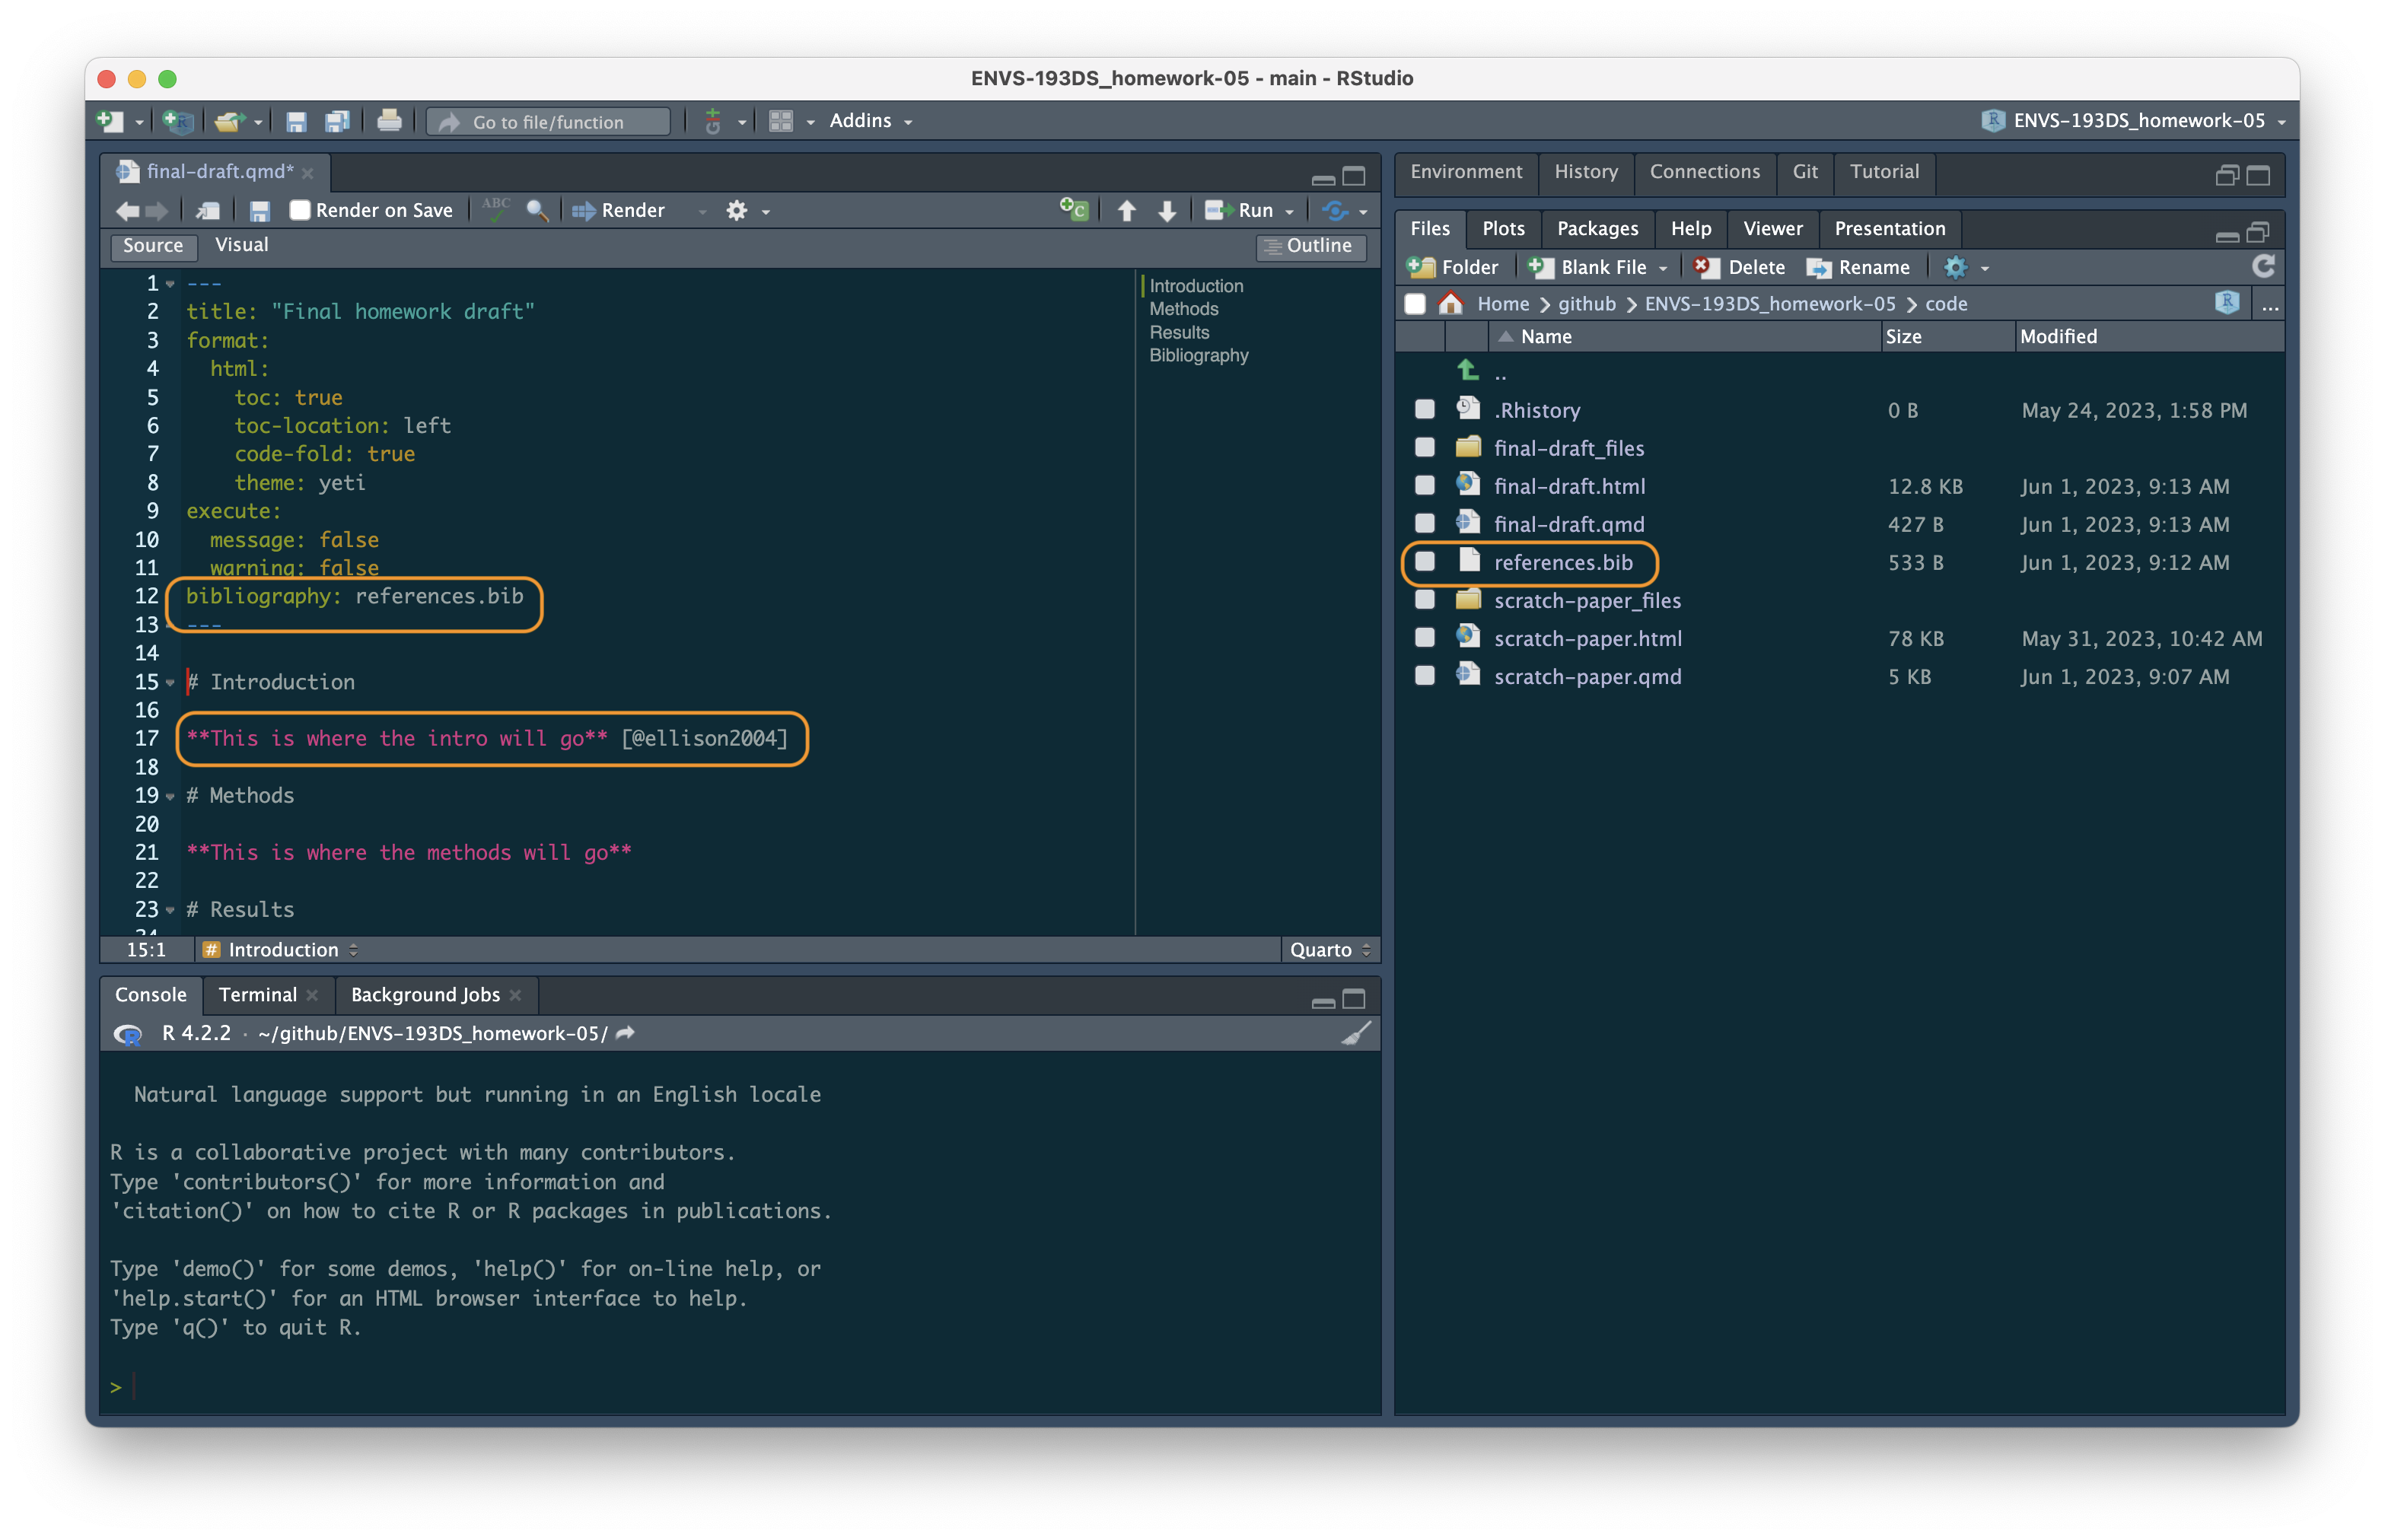 ENVS-193DS_homework-05 - main - RStudio
Go to file/function
Addins
ENVS-193DS_homework-05
final-draft.qmd*
Render on Save
ABC
Render
Run
Source Visual
Outline
1 ---
2 title: "Final homework draft"
3 format:
4 html:
5 toc: true
6 toc-location: left
7 code-fold: true
8 theme: yeti
9 execute:
10 message: false
11 warning: false
12 bibliography: references.bib
13 ---
14
15 # Introduction
16
17 **This is where the intro will go** [@ellison2004]
18
19 # Methods
20
21 **This is where the methods will go**
22
23 # Results
24
Introduction
Methods
Results
Bibliography
15:1 # Introduction Quarto
Console Terminal Background Jobs
R 4.2.2 · ~/github/ENVS-193DS_homework-05/
Natural language support but running in an English locale
R is a collaborative project with many contributors.
Type 'contributors()' for more information and
'citation()' on how to cite R or R packages in publications.
Type 'demo()' for some demos, 'help()' for on-line help, or
'help.start()' for an HTML browser interface to help.
Type 'q()' to quit R.
>
Environment History Connections Git Tutorial
Files Plots Packages Help Viewer Presentation
Folder Blank File Delete Rename
Home > github > ENVS-193DS_homework-05 > code ...
Name Size Modified
..
.Rhistory 0 B May 24, 2023, 1:58 PM
final-draft_files
final-draft.html 12.8 KB Jun 1, 2023, 9:13 AM
final-draft.qmd 427 B Jun 1, 2023, 9:13 AM
references.bib 533 B Jun 1, 2023, 9:12 AM
scratch-paper_files
scratch-paper.html 78 KB May 31, 2023, 10:42 AM
scratch-paper.qmd 5 KB Jun 1, 2023, 9:07 AM